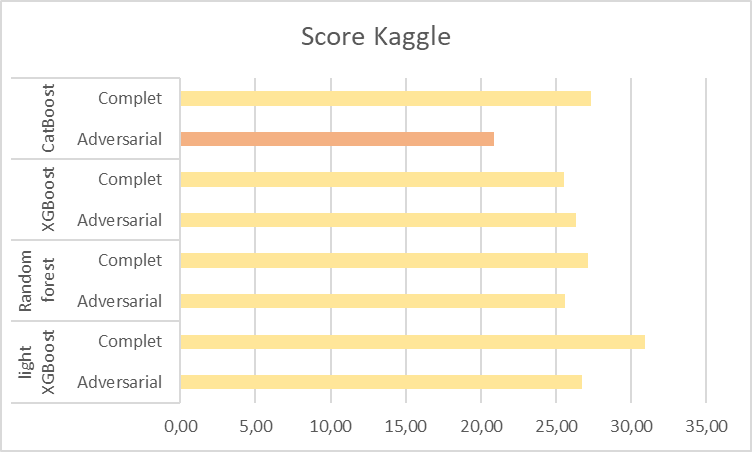 Score Kaggle
CatBoost
Complet
Adversarial
XGBoost
Complet
Adversarial
Random
forest
Complet
Adversarial
light
XGBoost
Complet
Adversarial
0,00 5,00 10,00 15,00 20,00 25,00 30,00 35,00